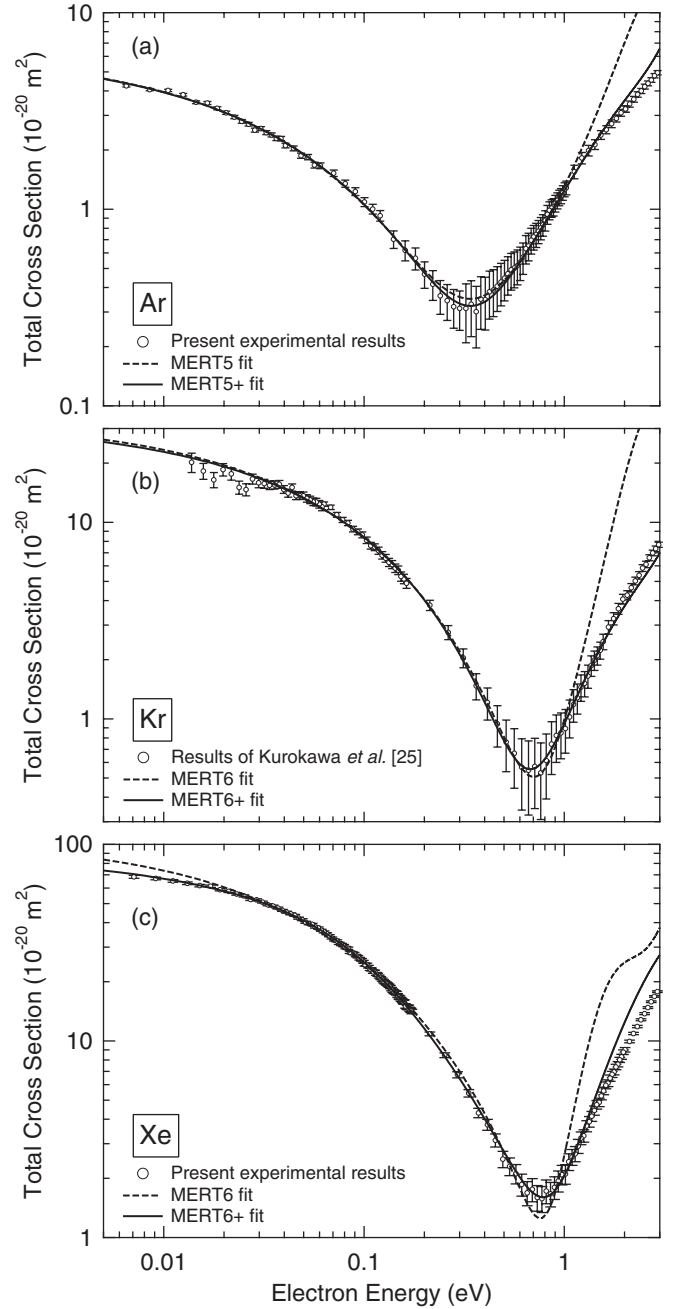 10
(a)
Total Cross Section (10⁻²⁰ m²)
1
Ar
Present experimental results
MERT5 fit
MERT5+ fit
0.1
(b)
10
Total Cross Section (10⁻²⁰ m²)
1
Kr
Results of Kurokawa et al. [25]
MERT6 fit
MERT6+ fit
100
(c)
Total Cross Section (10⁻²⁰ m²)
10
Xe
Present experimental results
MERT6 fit
MERT6+ fit
1
0.01 0.1 1
Electron Energy (eV)